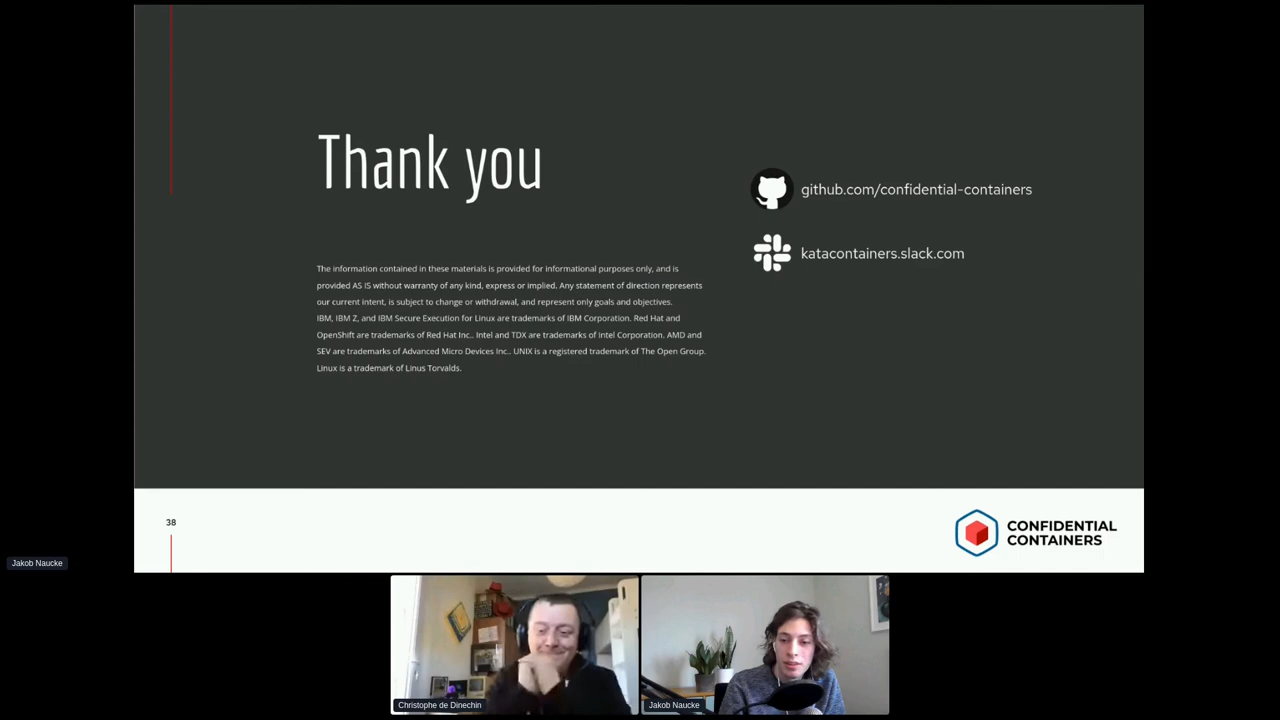 Thank you
github.com/confidential-containers
katacontainers.slack.com
The information contained in these materials is provided for informational purposes only, and is
provided AS IS without warranty of any kind, express or implied. Any statement of direction represents
our current intent, is subject to change or withdrawal, and represent only goals and objectives.
IBM, IBM Z, and IBM Secure Execution for Linux are trademarks of IBM Corporation. Red Hat and
OpenShift are trademarks of Red Hat Inc.. Intel and TDX are trademarks of Intel Corporation. AMD and
SEV are trademarks of Advanced Micro Devices Inc.. UNIX is a registered trademark of The Open Group.
Linux is a trademark of Linus Torvalds.
38
CONFIDENTIAL
CONTAINERS
Jakob Naucke
Christophe de Dinechin
Jakob Naucke